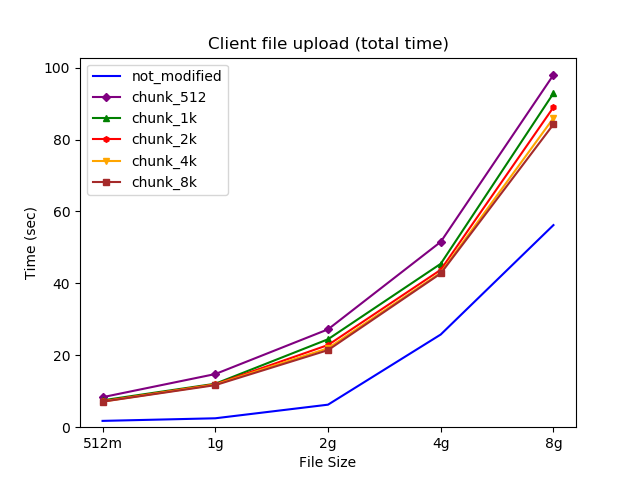 Client file upload (total time)
100
80
60
40
20
0
Time (sec)
not_modified
chunk_512
chunk_1k
chunk_2k
chunk_4k
chunk_8k
512m 1g 2g 4g 8g
File Size